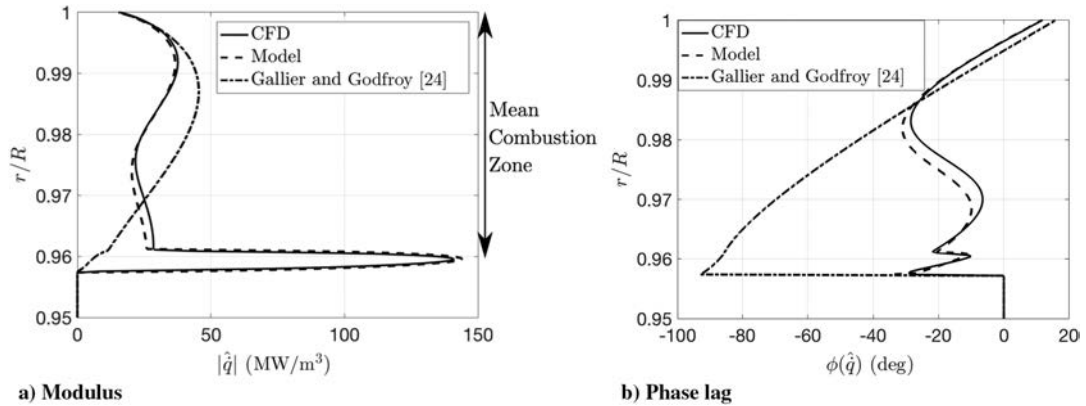 1
0.99
0.98
0.97
0.96
0.95
r/R
0 50 100 150
|q̂̇| (MW/m³)
CFD
Model
Gallier and Godfroy [24]
Mean
Combustion
Zone
a) Modulus
1
0.99
0.98
0.97
0.96
0.95
r/R
-100 -80 -60 -40 -20 0 20
ϕ(q̂̇) (deg)
CFD
Model
Gallier and Godfroy [24]
b) Phase lag